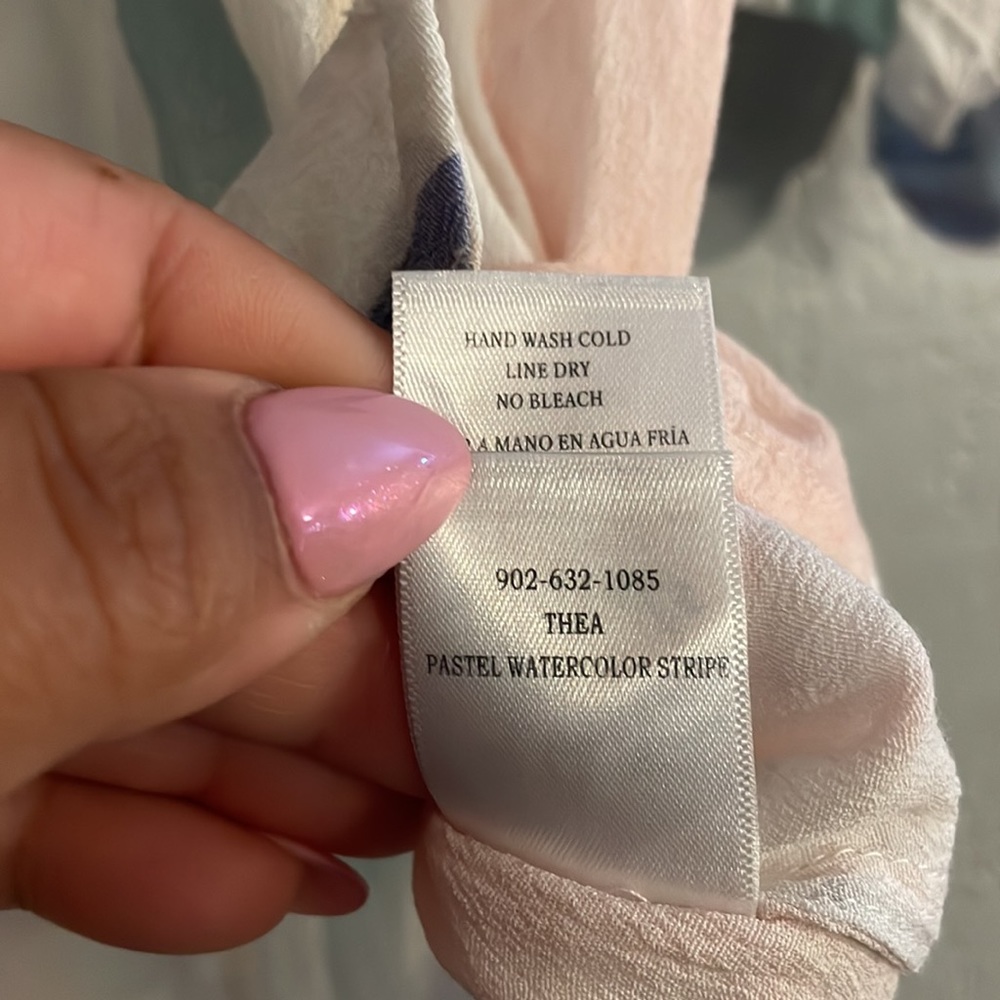 HAND WASH COLD
LINE DRY
NO BLEACH
A MANO EN AGUA FRÍA
902-632-1085
THEA
PASTEL WATERCOLOR STRIPE